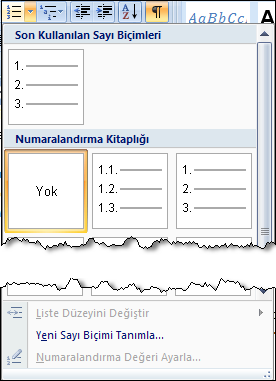 AaBbCc.
A
Son Kullanılan Sayı Biçimleri
1.
2.
3.
Numaralandırma Kitaplığı
Yok
1.1.
1.2.
1.3.
1.
2.
3.
Liste Düzeyini Değiştir
Yeni Sayı Biçimi Tanımla...
Numaralandırma Değeri Ayarla...